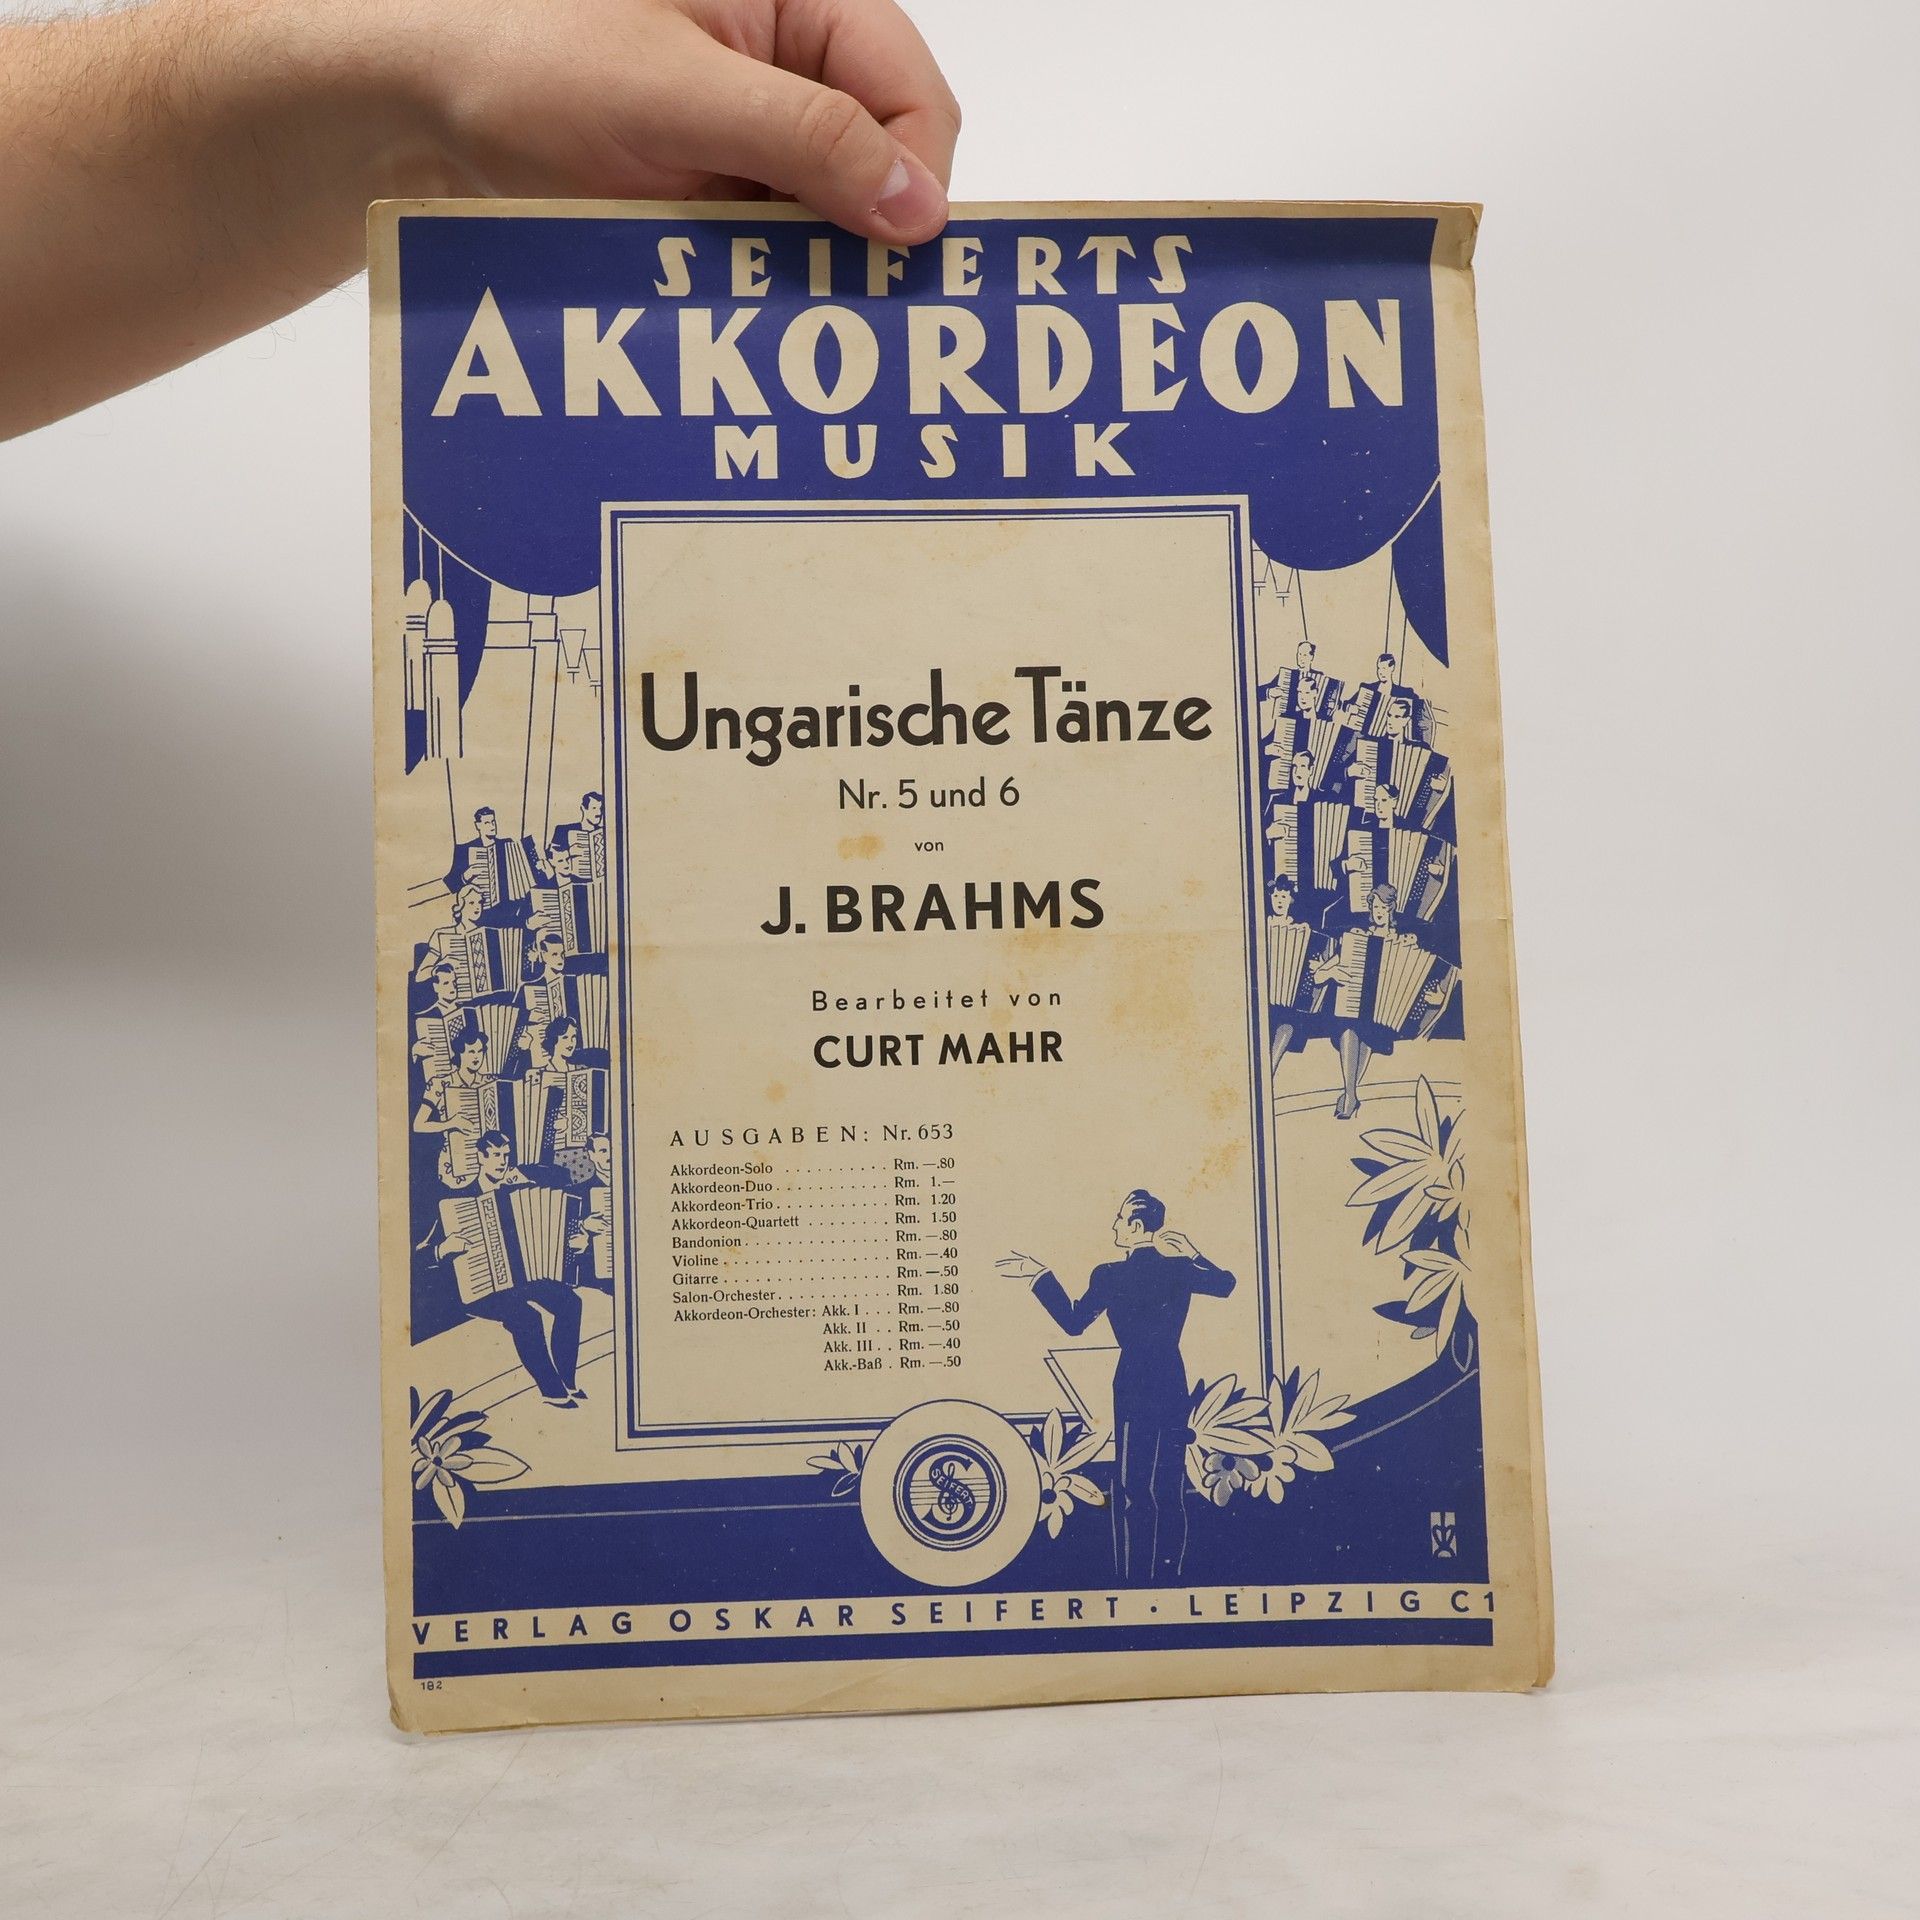 SEIFERTS
AKKORDEON
MUSIK
Ungarische Tänze
Nr. 5 und 6
von
J. BRAHMS
Bearbeitet von
CURT MAHR
AUSGABEN: Nr. 653
Akkordeon-Solo . . . . . . . . . . Rm. —.80
Akkordeon-Duo . . . . . . . . . . . Rm. 1.—
Akkordeon-Trio . . . . . . . . . . . Rm. 1.20
Akkordeon-Quartett . . . . . . . . Rm. 1.50
Bandonion . . . . . . . . . . . . . . Rm. —.80
Violine . . . . . . . . . . . . . . . . Rm. —.40
Gitarre . . . . . . . . . . . . . . . . Rm. —.50
Salon-Orchester . . . . . . . . . . . Rm. 1.80
Akkordeon-Orchester: Akk. I . . . Rm. —.80
Akk. II . . Rm. —.50
Akk. III . . Rm. —.40
Akk.-Baß . Rm. —.50
SEIFERT
VERLAG OSKAR SEIFERT · LEIPZIG C1
182